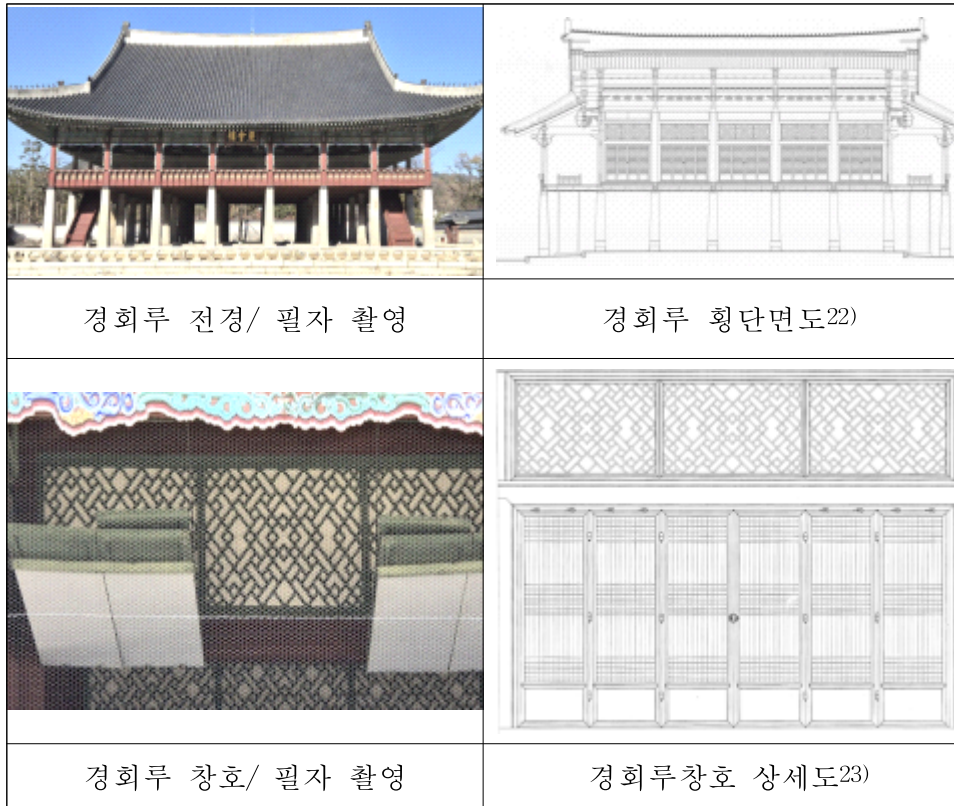 경회루 전경/ 필자 촬영
경회루 횡단면도22)
경회루 창호/ 필자 촬영
경회루창호 상세도23)